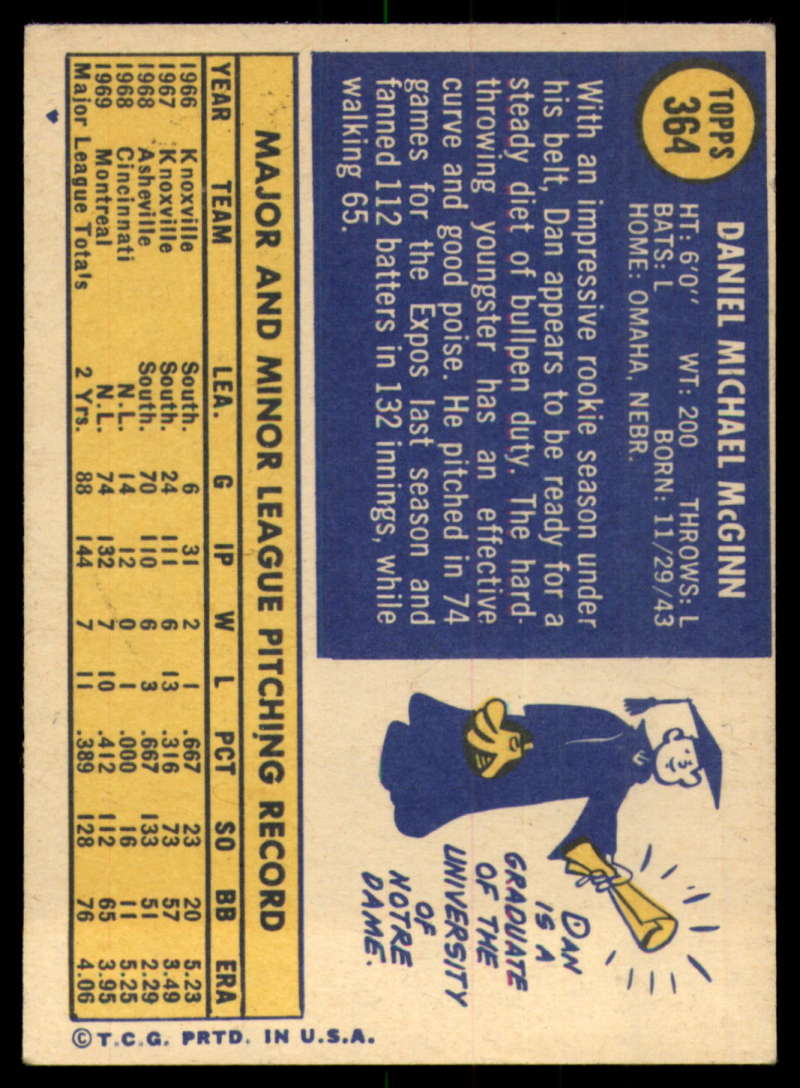 TOPPS
364
DANIEL MICHAEL McGINN
HT: 6'0" WT: 200 THROWS: L
BATS: L BORN: 11/29/43
HOME: OMAHA, NEBR.
With an impressive rookie season under
his belt, Dan appears to be ready for a
steady diet of bullpen duty. The hard-
throwing youngster has an effective
curve and good poise. He pitched in 74
games for the Expos last season and
fanned 112 batters in 132 innings, while
walking 65.
DAN
IS A
GRADUATE
OF THE
UNIVERSITY
OF
NOTRE
DAME.
MAJOR AND MINOR LEAGUE PITCHING RECORD
YEAR TEAM LEA. G IP W L PCT SO BB ERA
1966 Knoxville South. 6 31 2 1 .667 23 20 5.23
1967 Knoxville South. 24 111 6 13 .316 73 57 3.49
1968 Asheville South. 70 110 6 3 .667 133 51 2.29
1968 Cincinnati N.L. 14 12 0 1 .000 16 11 5.25
1969 Montreal N.L. 74 132 7 10 .412 112 65 3.95
Major League Totals 2 Yrs. 88 144 7 11 .389 128 76 4.06
© T.C.G. PRTD. IN U.S.A.